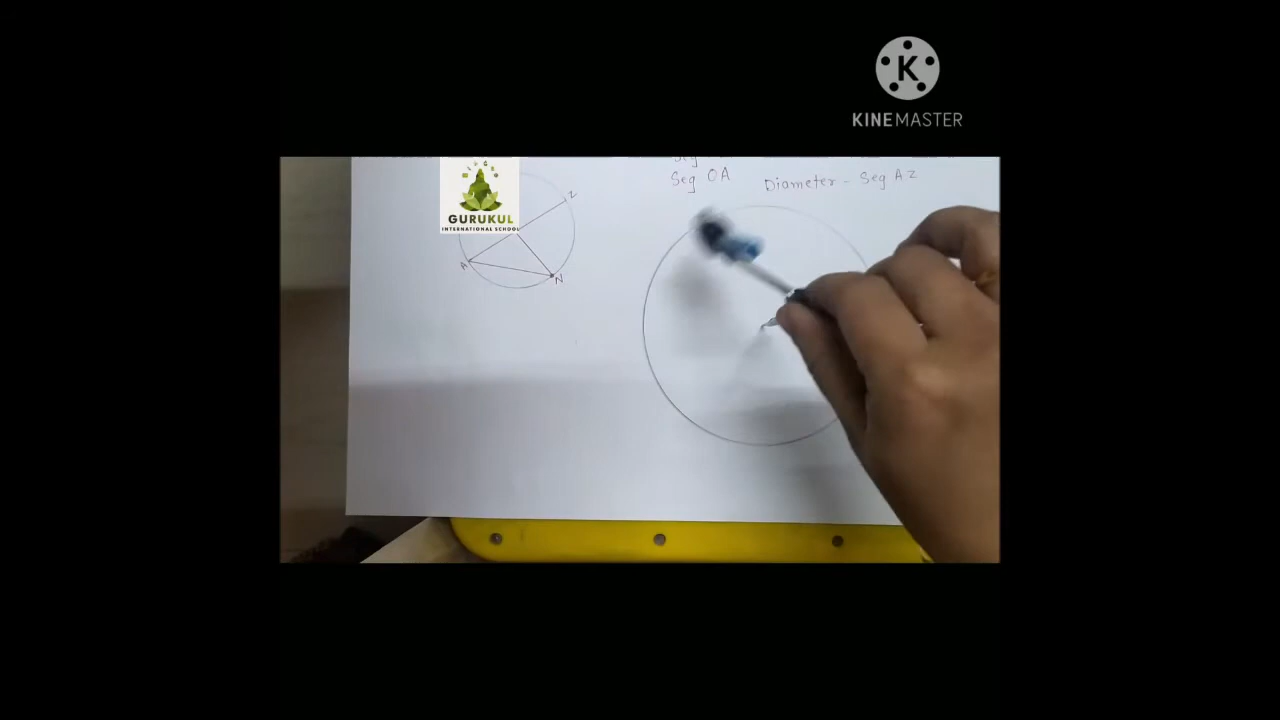 KINEMASTER
GURUKUL
INTERNATIONAL SCHOOL
Seg OA
Diameter - Seg AZ
Z
A
N